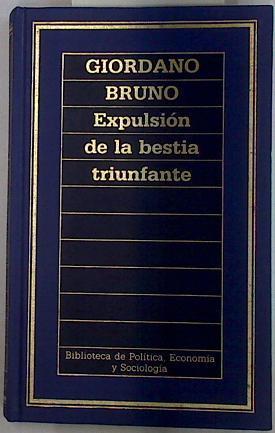 GIORDANO
BRUNO
Expulsión
de la bestia
triunfante
Biblioteca de Política, Economía
y Sociología